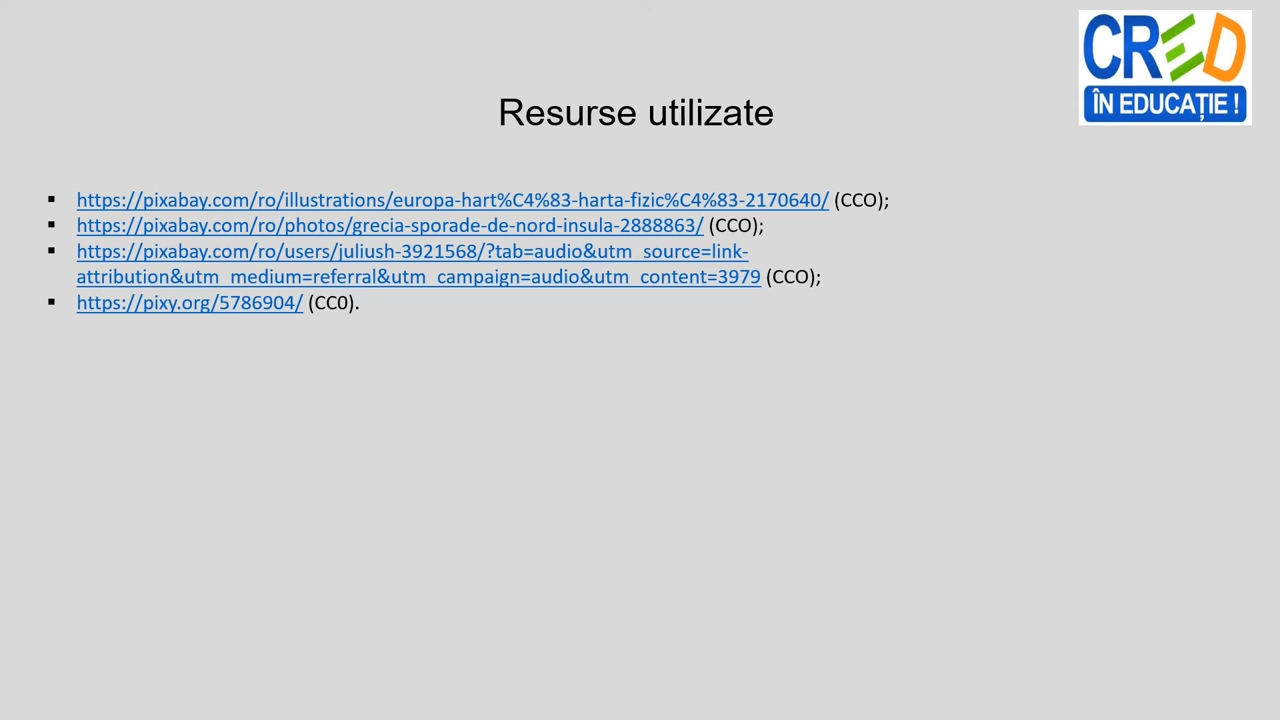 CRED
ÎN EDUCAȚIE !
Resurse utilizate
▪ https://pixabay.com/ro/illustrations/europa-hart%C4%83-harta-fizic%C4%83-2170640/ (CCO);
▪ https://pixabay.com/ro/photos/grecia-sporade-de-nord-insula-2888863/ (CCO);
▪ https://pixabay.com/ro/users/juliush-3921568/?tab=audio&utm_source=link-
attribution&utm_medium=referral&utm_campaign=audio&utm_content=3979 (CCO);
▪ https://pixy.org/5786904/ (CC0).